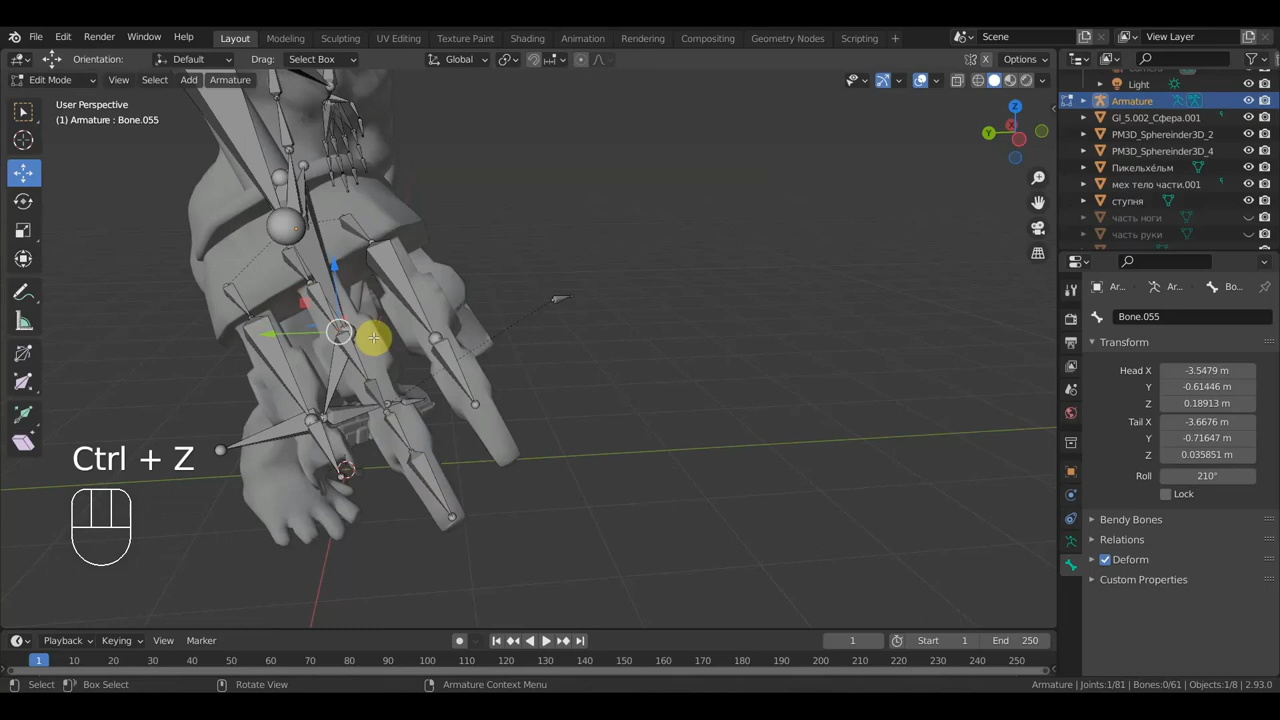 File Edit Render Window Help Layout Modeling Sculpting UV Editing Texture Paint Shading Animation Rendering Compositing Geometry Nodes Scripting + Scene View Layer
Orientation: Default Drag: Select Box Global Options
Edit Mode View Select Add Armature
User Perspective
(1) Armature : Bone.055
Z
X
Y
Ctrl + Z
Light
Armature
GI_5.002_Сфера.001
PM3D_Sphereinder3D_2
PM3D_Sphereinder3D_4
Пикельхе́льм
мех тело части.001
ступня
часть ноги
часть руки
Ar... Ar... Bo...
Bone.055
Transform
Head X -3.5479 m
Y -0.61446 m
Z 0.18913 m
Tail X -3.6676 m
Y -0.71647 m
Z 0.035851 m
Roll 210°
Lock
Bendy Bones
Relations
Deform
Custom Properties
Playback Keying View Marker 1 Start 1 End 250
1 10 20 30 40 50 60 70 80 90 100 110 120 130 140 150 160 170 180 190 200 210 220 230 240 250
Select Box Select Rotate View Armature Context Menu Armature | Joints:1/81 | Bones:0/61 | Objects:1/8 | 2.93.0